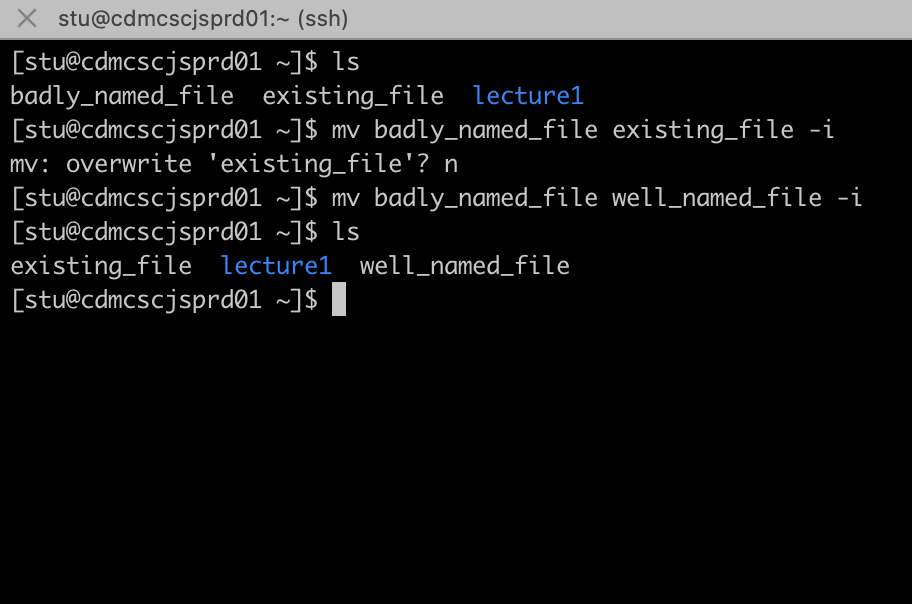 stu@cdmcscjsprd01:~ (ssh)
[stu@cdmcscjsprd01 ~]$ ls
badly_named_file  existing_file  lecture1
[stu@cdmcscjsprd01 ~]$ mv badly_named_file existing_file -i
mv: overwrite 'existing_file'? n
[stu@cdmcscjsprd01 ~]$ mv badly_named_file well_named_file -i
[stu@cdmcscjsprd01 ~]$ ls
existing_file  lecture1  well_named_file
[stu@cdmcscjsprd01 ~]$